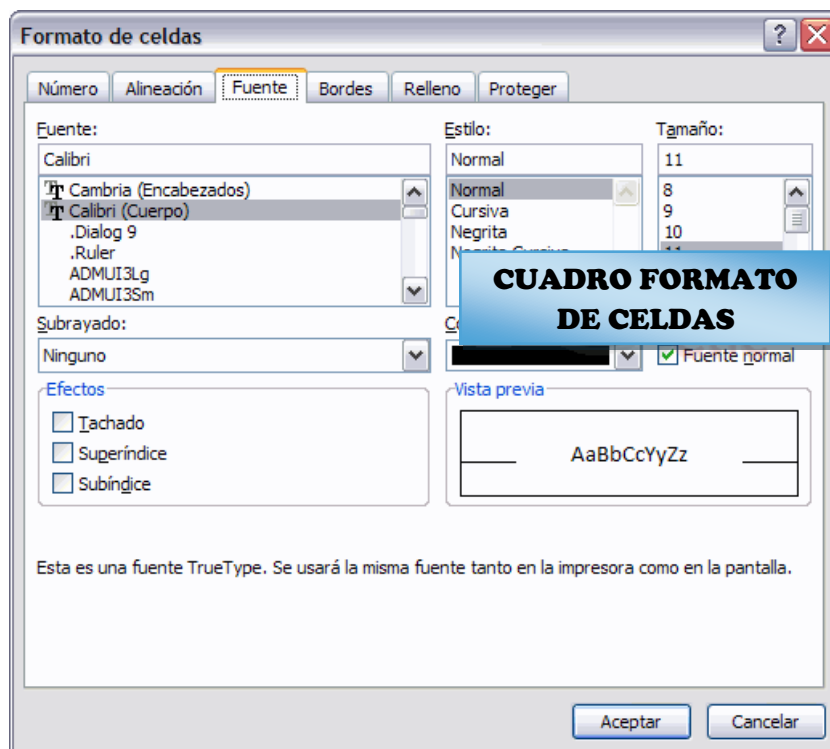 Formato de celdas
Número Alineación Fuente Bordes Relleno Proteger
Fuente: Estilo: Tamaño:
Calibri Normal 11
Cambria (Encabezados) Normal 8
Calibri (Cuerpo) Cursiva 9
.Dialog 9 Negrita 10
.Ruler
ADMUI3Lg
ADMUI3Sm
CUADRO FORMATO
DE CELDAS
Subrayado:
Ninguno Fuente normal
Efectos Vista previa
Tachado
Superíndice
Subíndice
AaBbCcYyZz
Esta es una fuente TrueType. Se usará la misma fuente tanto en la impresora como en la pantalla.
Aceptar Cancelar